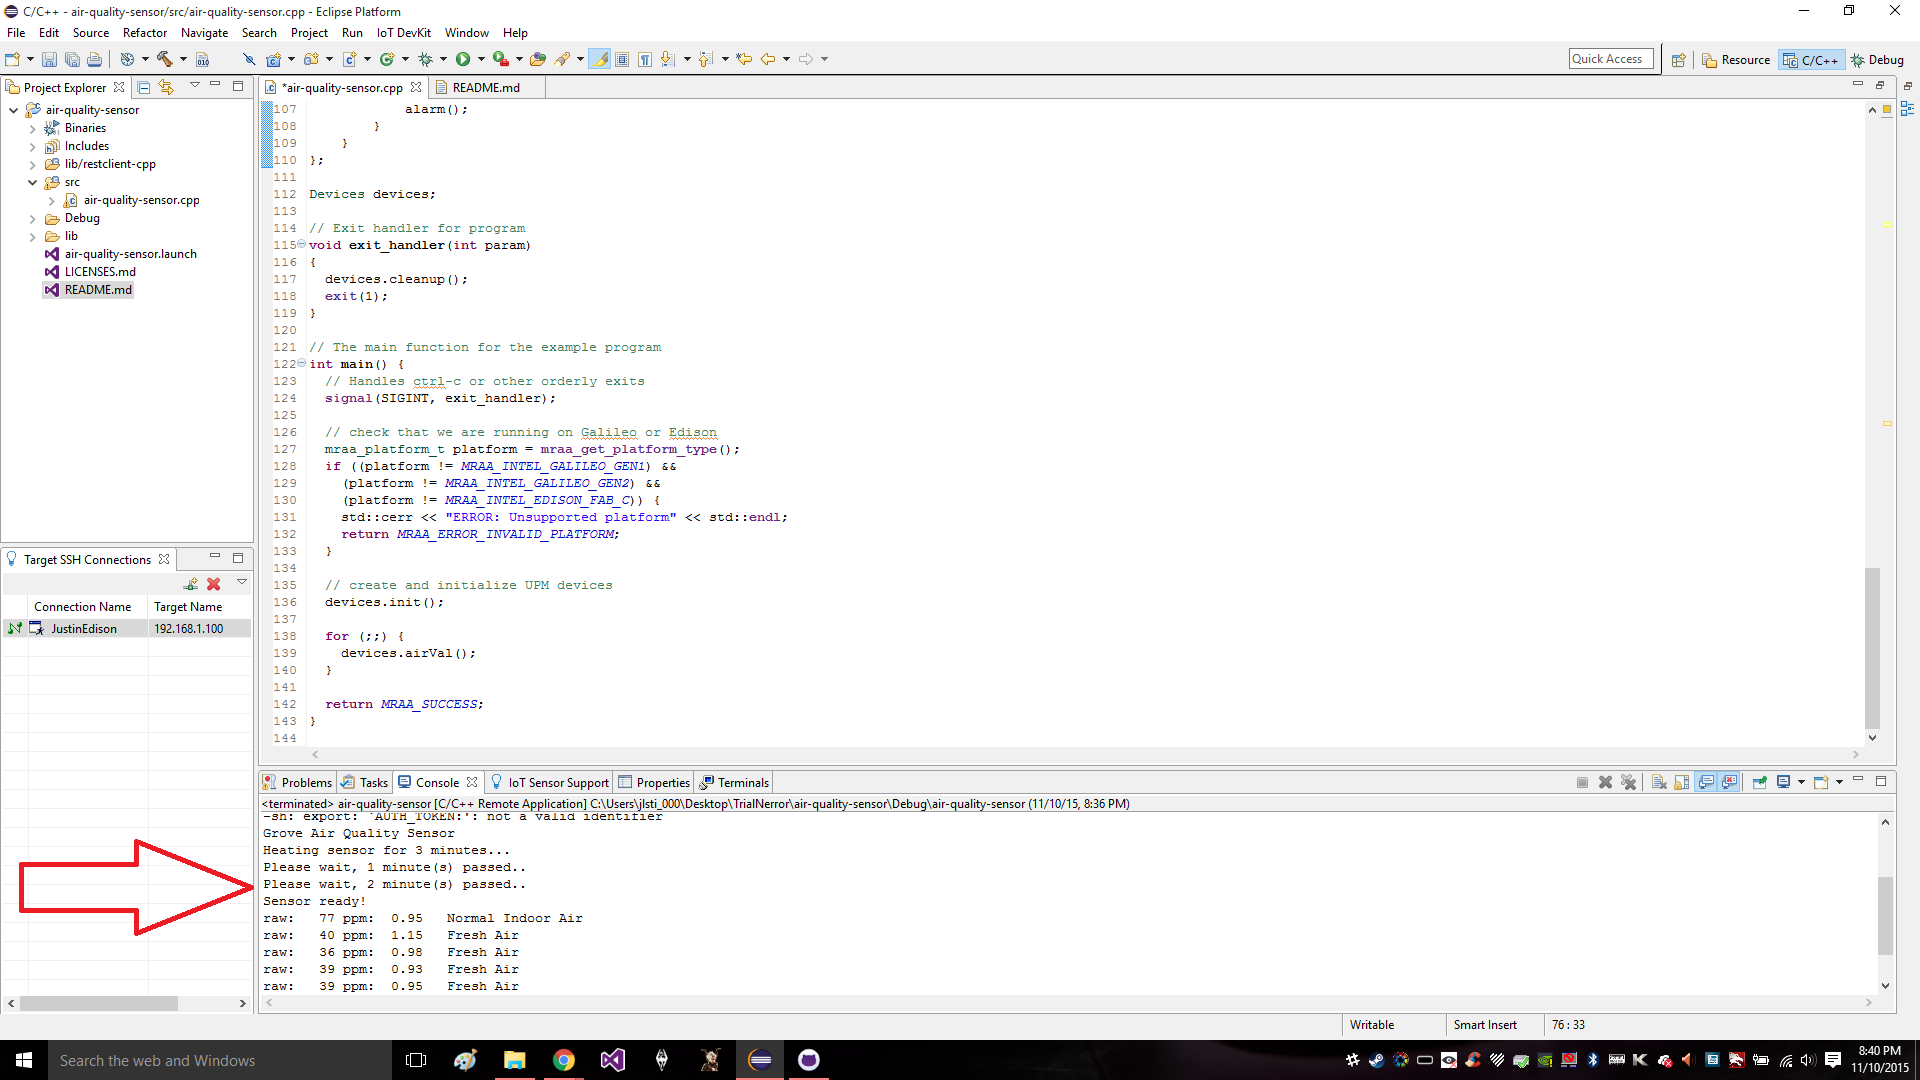 C/C++ - air-quality-sensor/src/air-quality-sensor.cpp - Eclipse Platform
File Edit Source Refactor Navigate Search Project Run IoT DevKit Window Help
Quick Access
Resource
C/C++
Debug
Project Explorer
air-quality-sensor
Binaries
Includes
lib/restclient-cpp
src
air-quality-sensor.cpp
Debug
lib
air-quality-sensor.launch
LICENSES.md
README.md
Target SSH Connections
Connection Name Target Name
JustinEdison 192.168.1.100
*air-quality-sensor.cpp
README.md
107 alarm();
108 }
109 }
110 };
111
112 Devices devices;
113
114 // Exit handler for program
115 void exit_handler(int param)
116 {
117 devices.cleanup();
118 exit(1);
119 }
120
121 // The main function for the example program
122 int main() {
123 // Handles ctrl-c or other orderly exits
124 signal(SIGINT, exit_handler);
125
126 // check that we are running on Galileo or Edison
127 mraa_platform_t platform = mraa_get_platform_type();
128 if ((platform != MRAA_INTEL_GALILEO_GEN1) &&
129 (platform != MRAA_INTEL_GALILEO_GEN2) &&
130 (platform != MRAA_INTEL_EDISON_FAB_C)) {
131 std::cerr << "ERROR: Unsupported platform" << std::endl;
132 return MRAA_ERROR_INVALID_PLATFORM;
133 }
134
135 // create and initialize UPM devices
136 devices.init();
137
138 for (;;) {
139 devices.airVal();
140 }
141
142 return MRAA_SUCCESS;
143 }
144
Problems Tasks Console IoT Sensor Support Properties Terminals
<terminated> air-quality-sensor [C/C++ Remote Application] C:\Users\jlsti_000\Desktop\TrialNerror\air-quality-sensor\Debug\air-quality-sensor (11/10/15, 8:36 PM)
-sh: export: `AUTH_TOKEN:': not a valid identifier
Grove Air Quality Sensor
Heating sensor for 3 minutes...
Please wait, 1 minute(s) passed..
Please wait, 2 minute(s) passed..
Sensor ready!
raw: 77 ppm: 0.95 Normal Indoor Air
raw: 40 ppm: 1.15 Fresh Air
raw: 36 ppm: 0.98 Fresh Air
raw: 39 ppm: 0.93 Fresh Air
raw: 39 ppm: 0.95 Fresh Air
Writable Smart Insert 76 : 33
Search the web and Windows
8:40 PM
11/10/2015